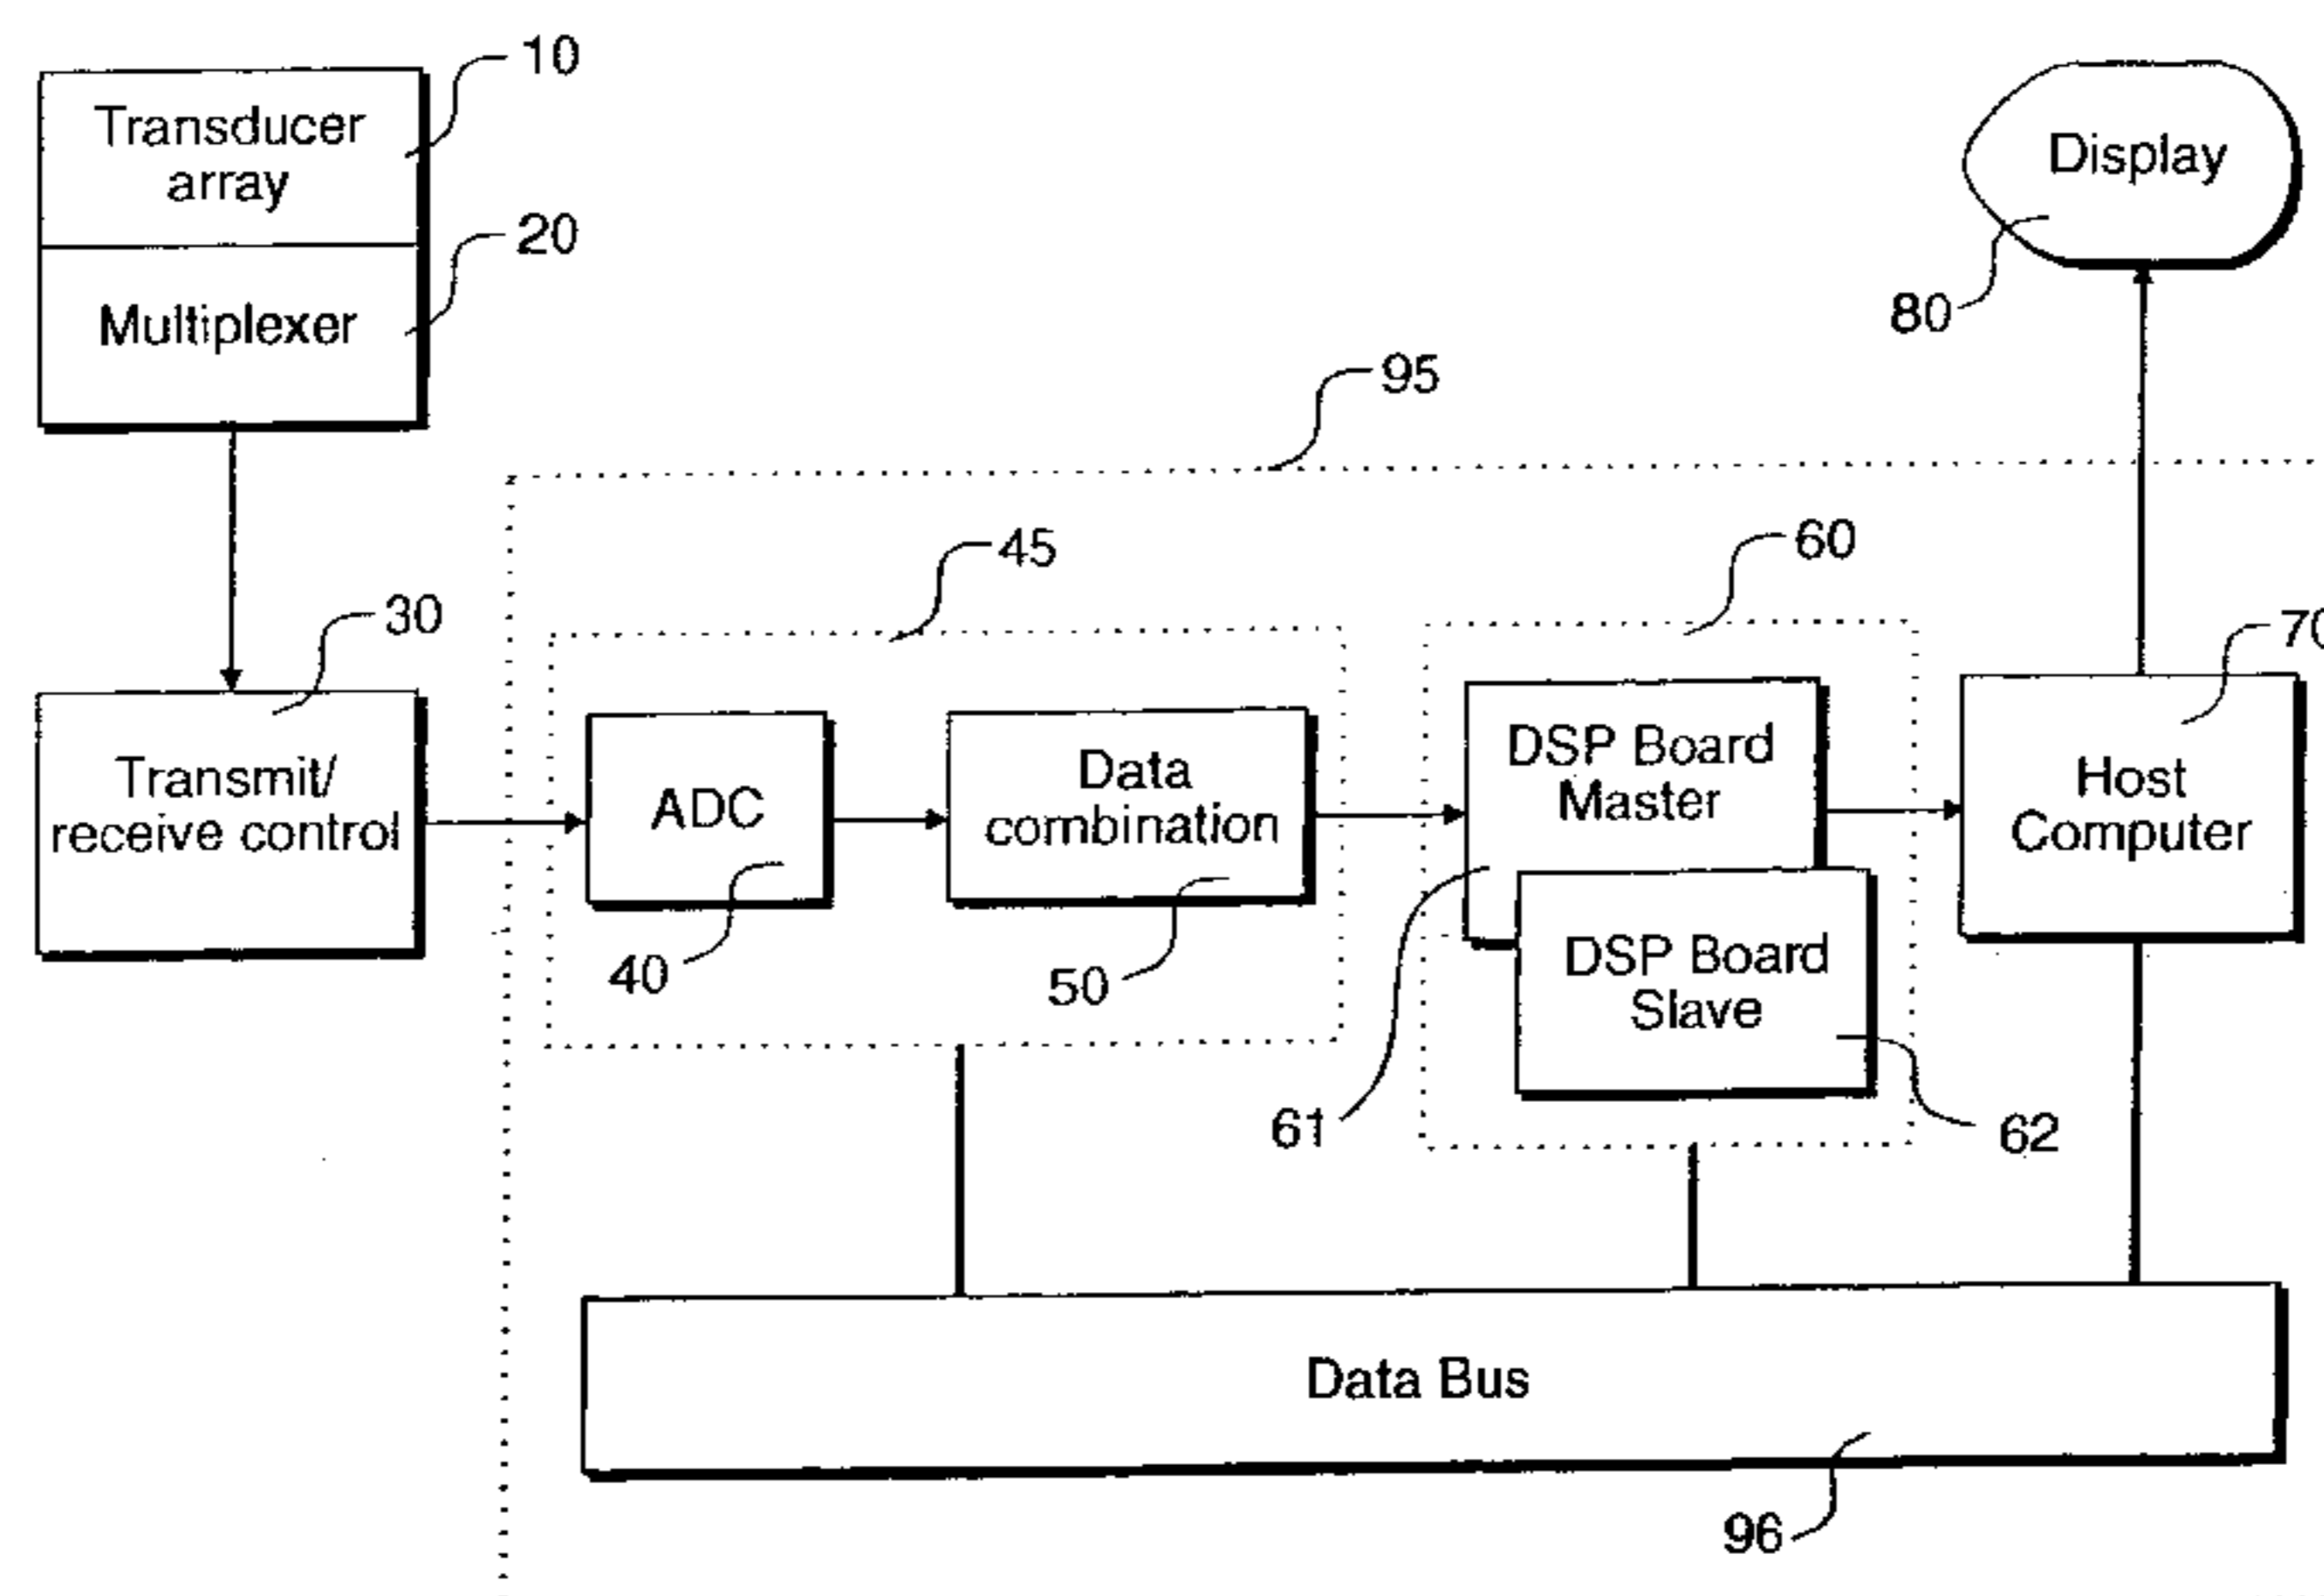 10
Transducer
array
20
Multiplexer
Display
80
95
45
60
30
70
Transmit/
receive control
ADC
40
Data
combination
50
DSP Board
Master
61
DSP Board
Slave
62
Host
Computer
Data Bus
96